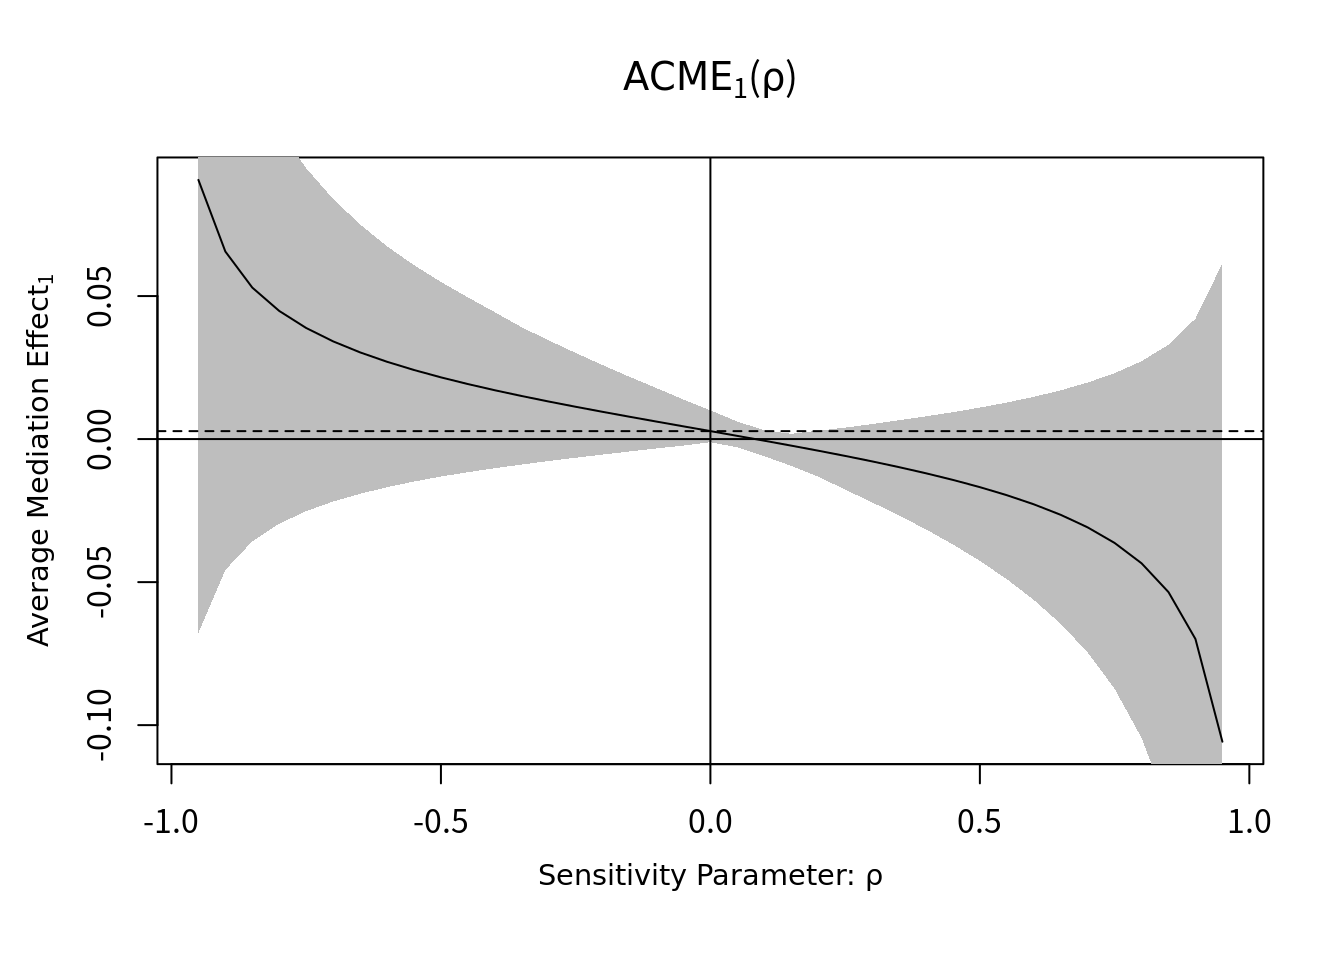 ACME₁(ρ)
Average Mediation Effect₁
0.05
0.00
-0.05
-0.10
-1.0 -0.5 0.0 0.5 1.0
Sensitivity Parameter: ρ